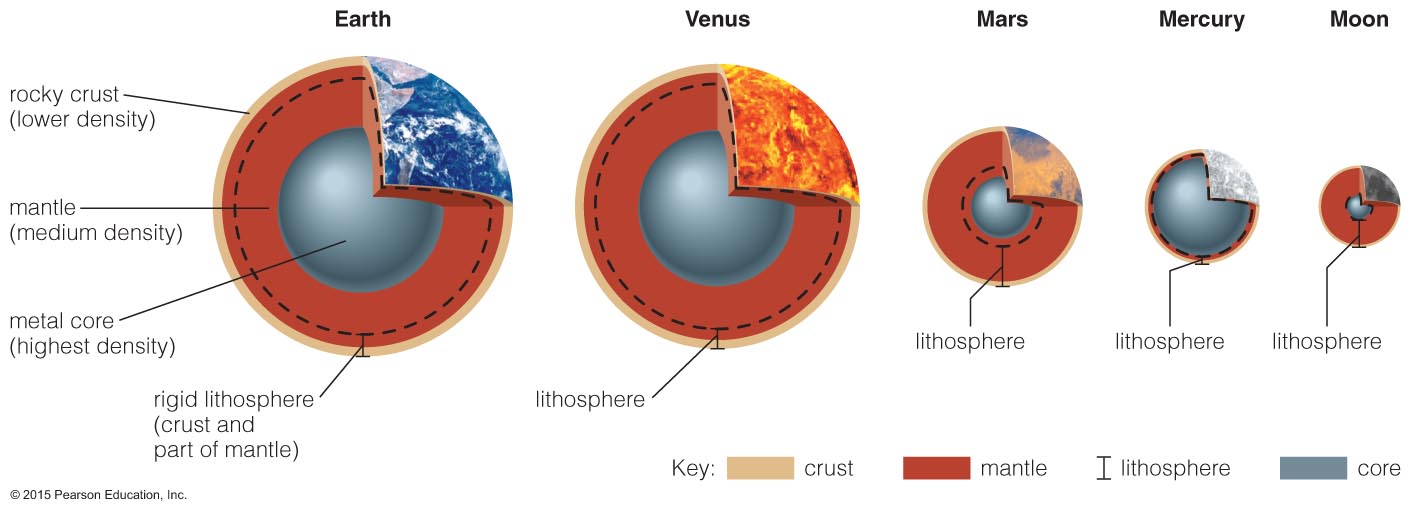 Earth
Venus
Mars
Mercury
Moon
rocky crust
(lower density)
mantle
(medium density)
metal core
(highest density)
rigid lithosphere
(crust and
part of mantle)
lithosphere
lithosphere
lithosphere
lithosphere
Key: crust mantle lithosphere core
© 2015 Pearson Education, Inc.